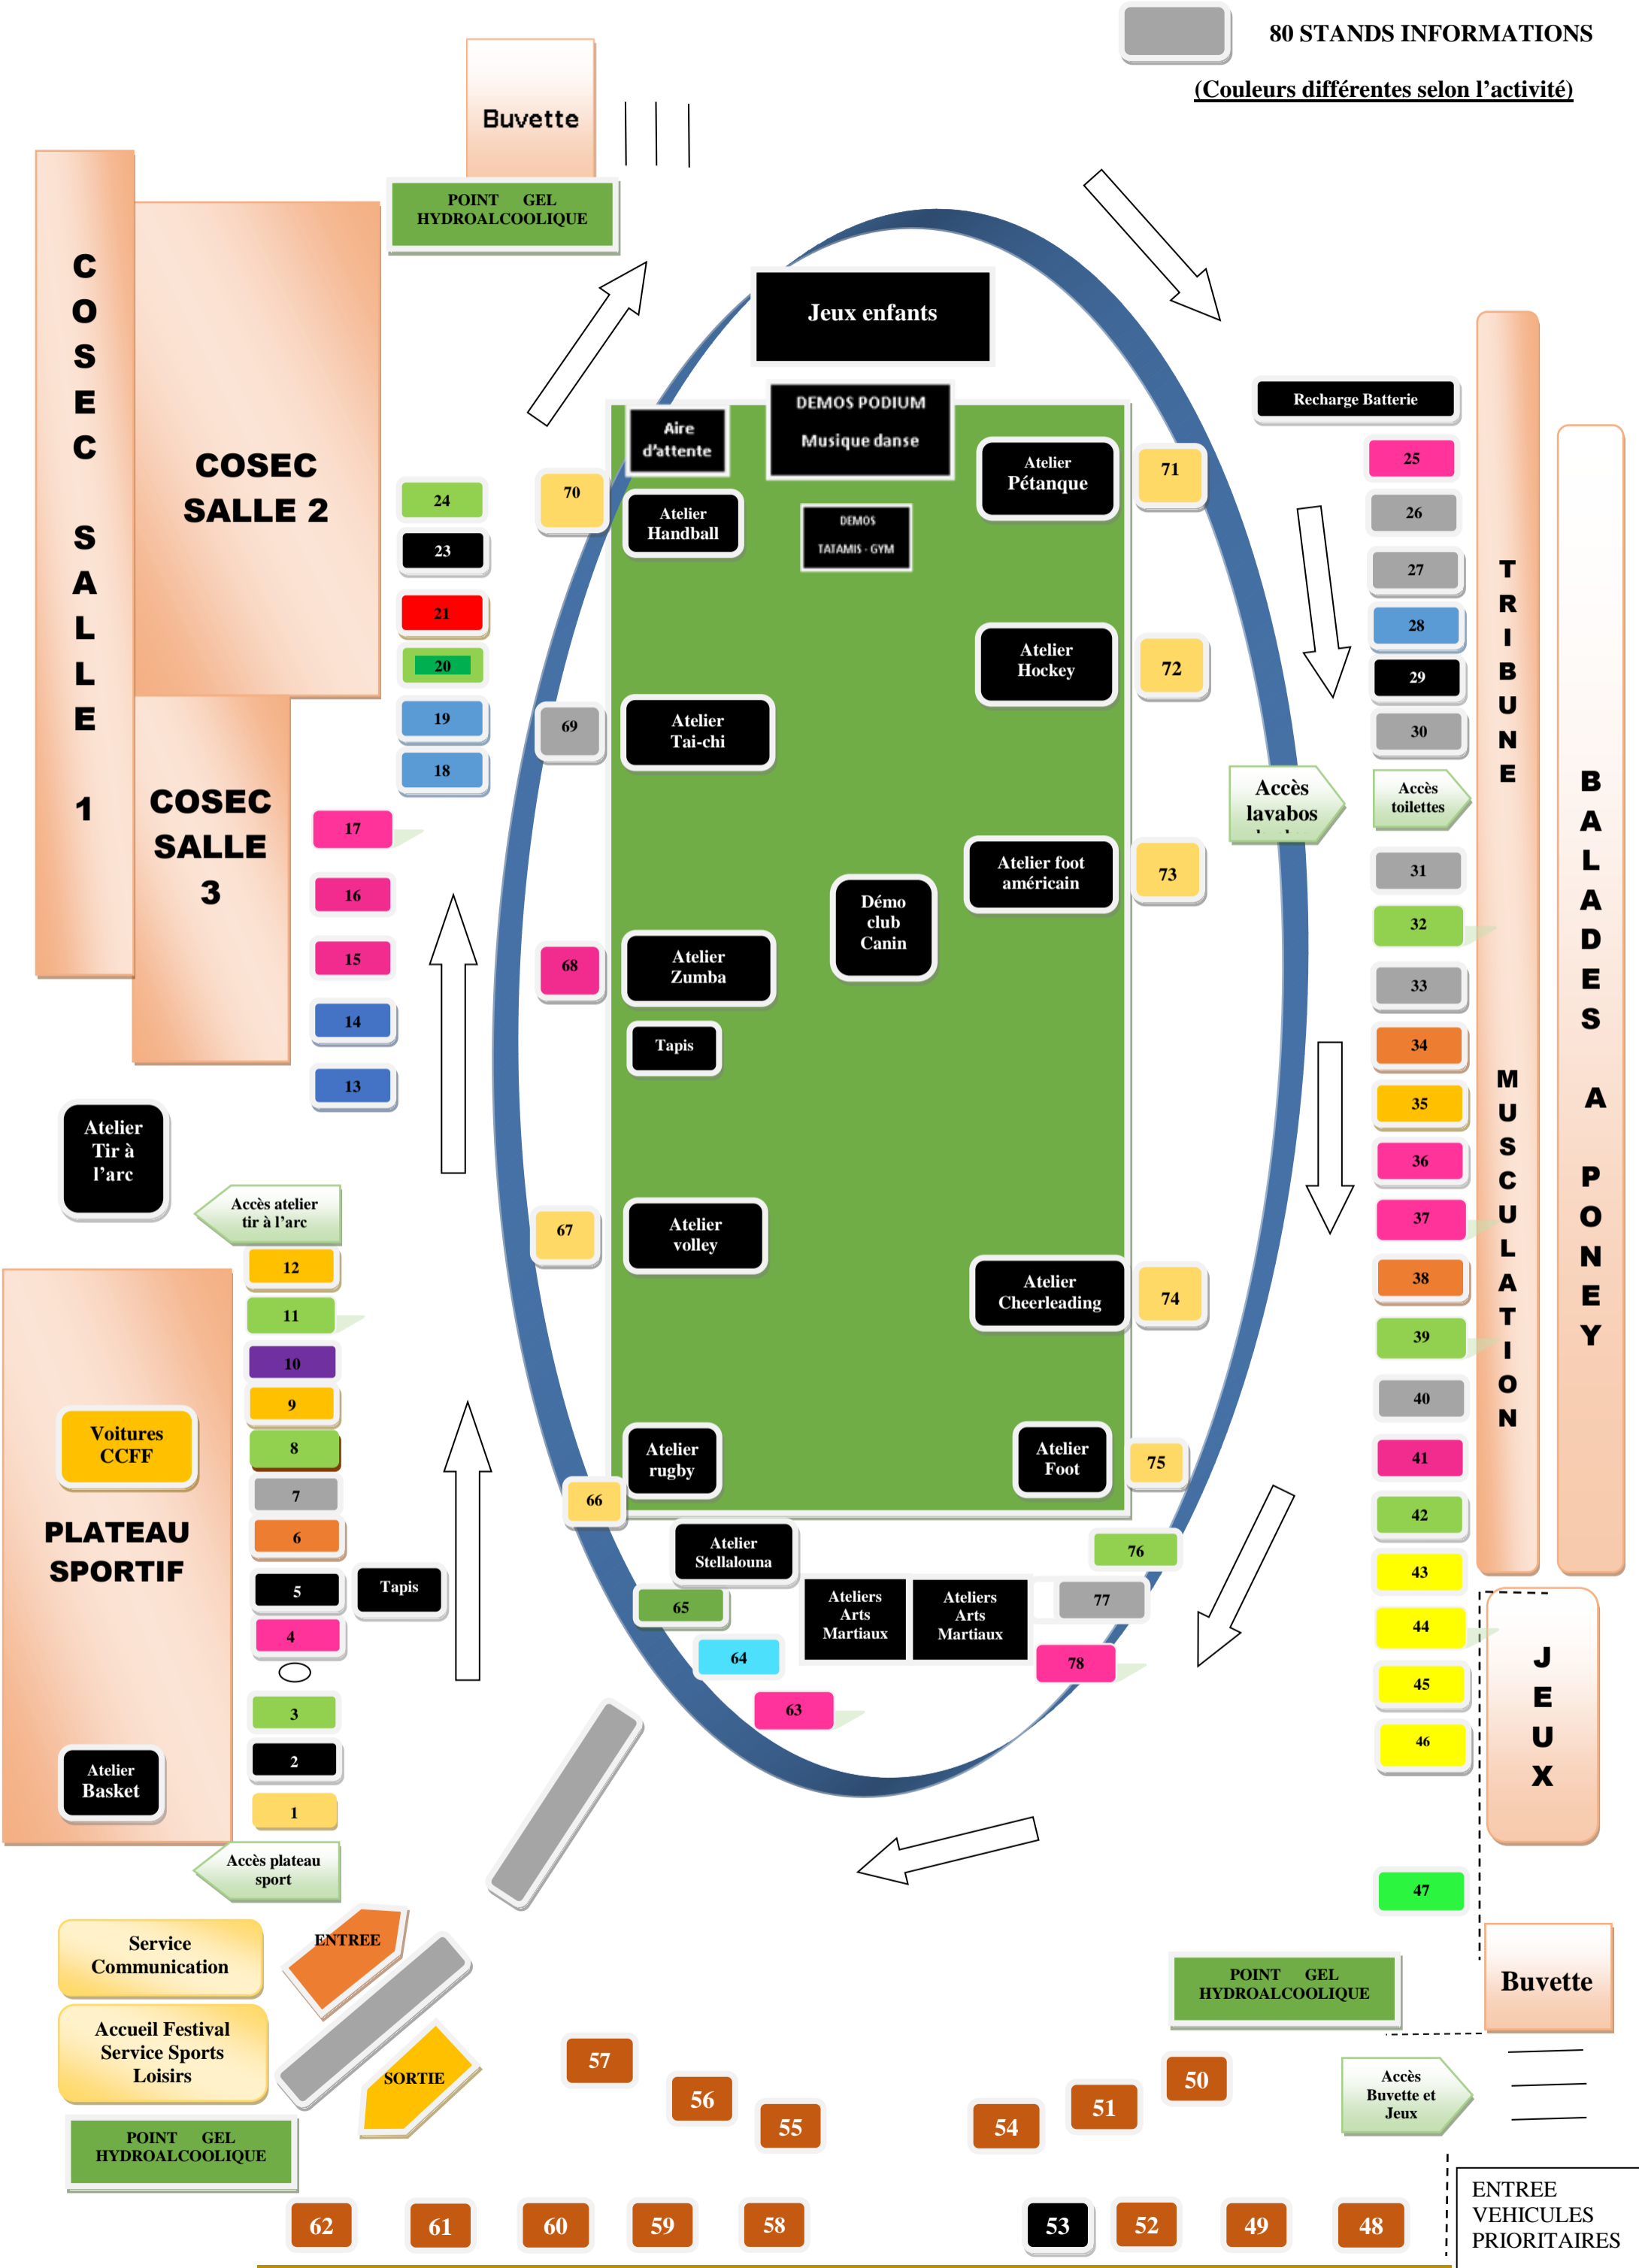 80 STANDS INFORMATIONS
(Couleurs différentes selon l'activité)
Buvette
POINT GEL
HYDROALCOOLIQUE
COSEC SALLE 1
COSEC
SALLE 2
COSEC
SALLE
3
Jeux enfants
DEMOS PODIUM
Musique danse
Aire
d'attente
Atelier
Handball
DEMOS
TATAMIS - GYM
Atelier
Pétanque
Atelier
Hockey
Atelier
Tai-chi
Atelier foot
américain
Démo
club
Canin
Atelier
Zumba
Tapis
Atelier
volley
Atelier
Cheerleading
Atelier
rugby
Atelier
Foot
Atelier
Stellalouna
Ateliers
Arts
Martiaux
Ateliers
Arts
Martiaux
70
69
68
67
66
65
64
63
71
72
73
74
75
76
77
78
24
23
21
20
19
18
17
16
15
14
13
Atelier
Tir à
l'arc
Accès atelier
tir à l'arc
12
11
10
9
8
7
6
5
Tapis
4
3
2
1
Voitures
CCFF
PLATEAU
SPORTIF
Atelier
Basket
Accès plateau
sport
Recharge Batterie
25
26
27
28
29
30
Accès
lavabos
Accès
toilettes
31
32
33
34
35
36
37
38
39
40
41
42
43
44
45
46
47
TRIBUNE
MUSCULATION
BALADES A PONEY
JEUX
Service
Communication
Accueil Festival
Service Sports
Loisirs
ENTREE
SORTIE
POINT GEL
HYDROALCOOLIQUE
POINT GEL
HYDROALCOOLIQUE
Buvette
Accès
Buvette et
Jeux
57
56
55
54
51
50
62
61
60
59
58
53
52
49
48
ENTREE
VEHICULES
PRIORITAIRES